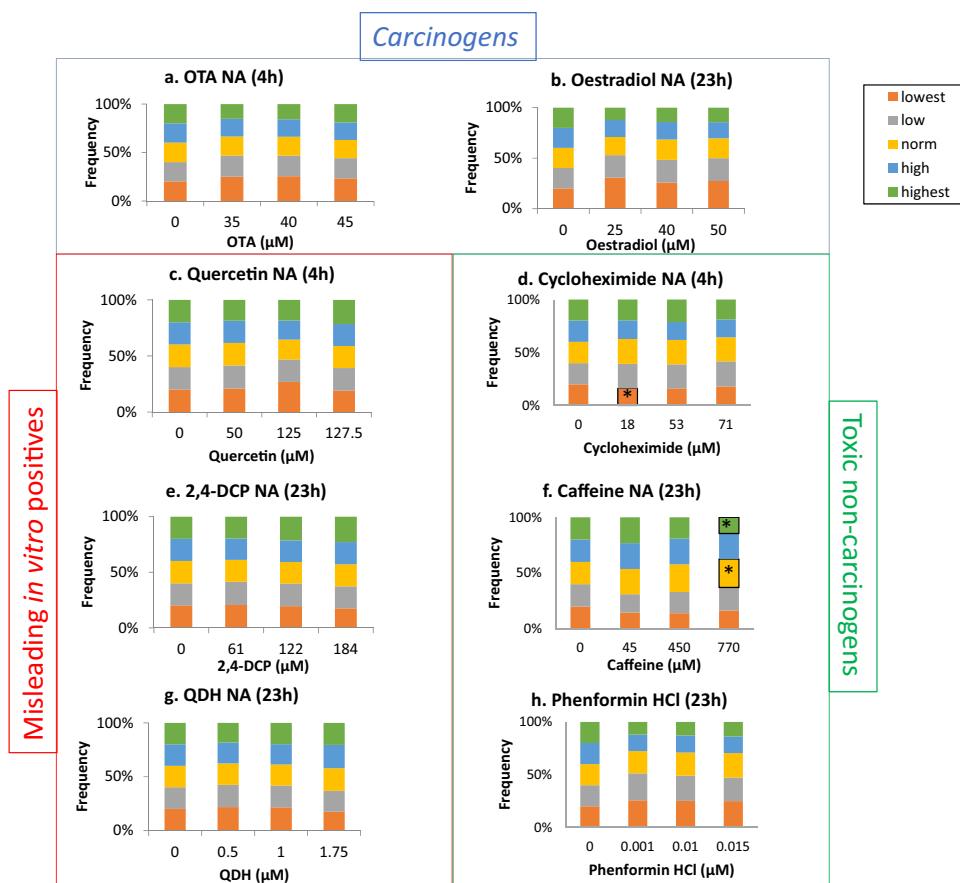 Carcinogens
a. OTA NA (4h)
Frequency
100%
50%
0%
0 35 40 45
OTA (µM)
b. Oestradiol NA (23h)
Frequency
100%
50%
0%
0 25 40 50
Oestradiol (µM)
lowest
low
norm
high
highest
Misleading in vitro positives
c. Quercetin NA (4h)
Frequency
100%
50%
0%
0 50 125 127.5
Quercetin (µM)
d. Cycloheximide NA (4h)
Frequency
100%
50%
0%
*
0 18 53 71
Cycloheximide (µM)
Toxic non-carcinogens
e. 2,4-DCP NA (23h)
Frequency
100%
50%
0%
0 61 122 184
2,4-DCP (µM)
f. Caffeine NA (23h)
Frequency
100%
50%
0%
*
*
0 45 450 770
Caffeine (µM)
g. QDH NA (23h)
Frequency
100%
50%
0%
0 0.5 1 1.75
QDH (µM)
h. Phenformin HCl (23h)
Frequency
100%
50%
0%
0 0.001 0.01 0.015
Phenformin HCl (µM)